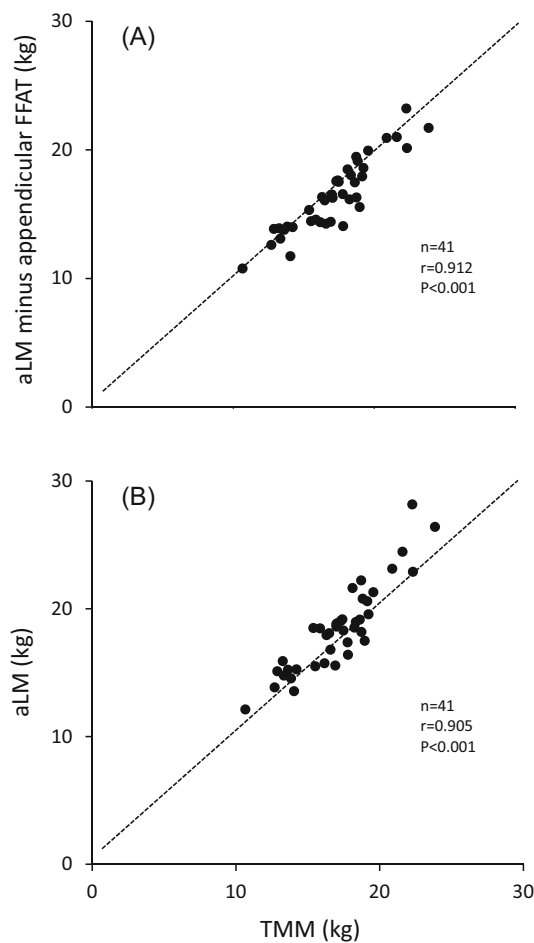 (A)
aLM minus appendicular FFAT (kg)
30
20
10
0
n=41
r=0.912
P<0.001
(B)
aLM (kg)
30
20
10
0
n=41
r=0.905
P<0.001
0 10 20 30
TMM (kg)